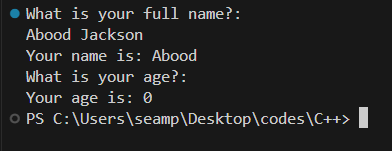 What is your full name?:
Abood Jackson
Your name is: Abood
What is your age?:
Your age is: 0
PS C:\Users\seamp\Desktop\codes\C++>